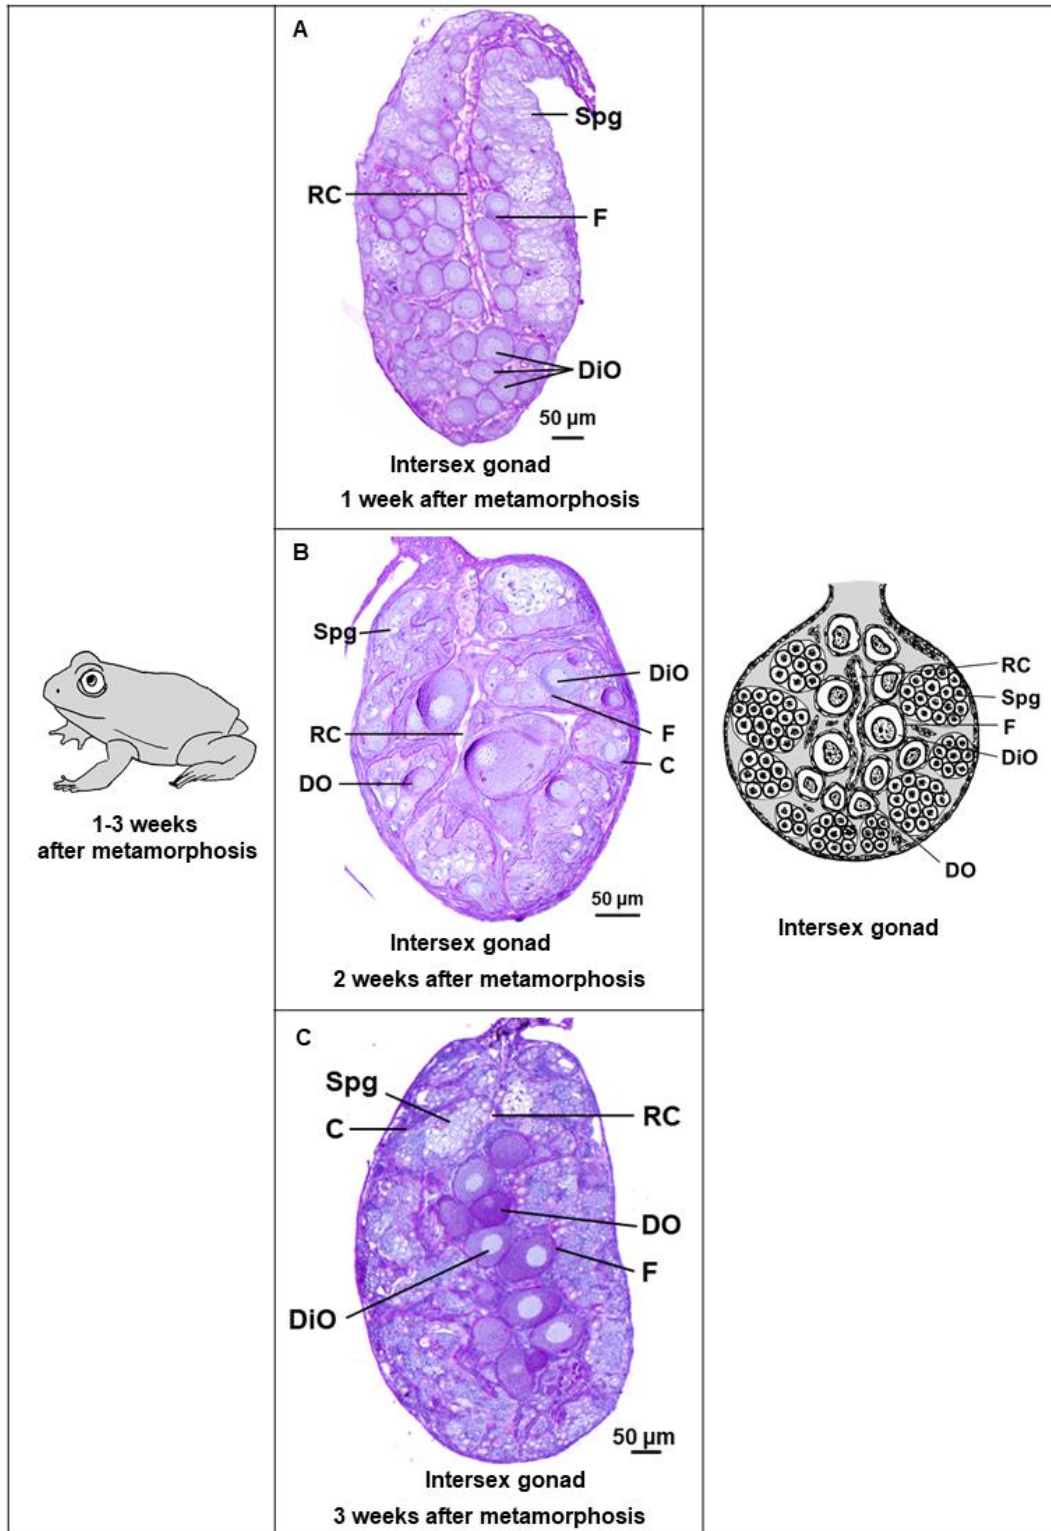 A
Spg
RC
F
DiO
50 µm
Intersex gonad
1 week after metamorphosis
B
Spg
DiO
RC
F
C
DO
50 µm
Intersex gonad
2 weeks after metamorphosis
C
Spg
C
RC
DO
F
DiO
50 µm
Intersex gonad
3 weeks after metamorphosis
1-3 weeks
after metamorphosis
RC
Spg
F
DiO
DO
Intersex gonad